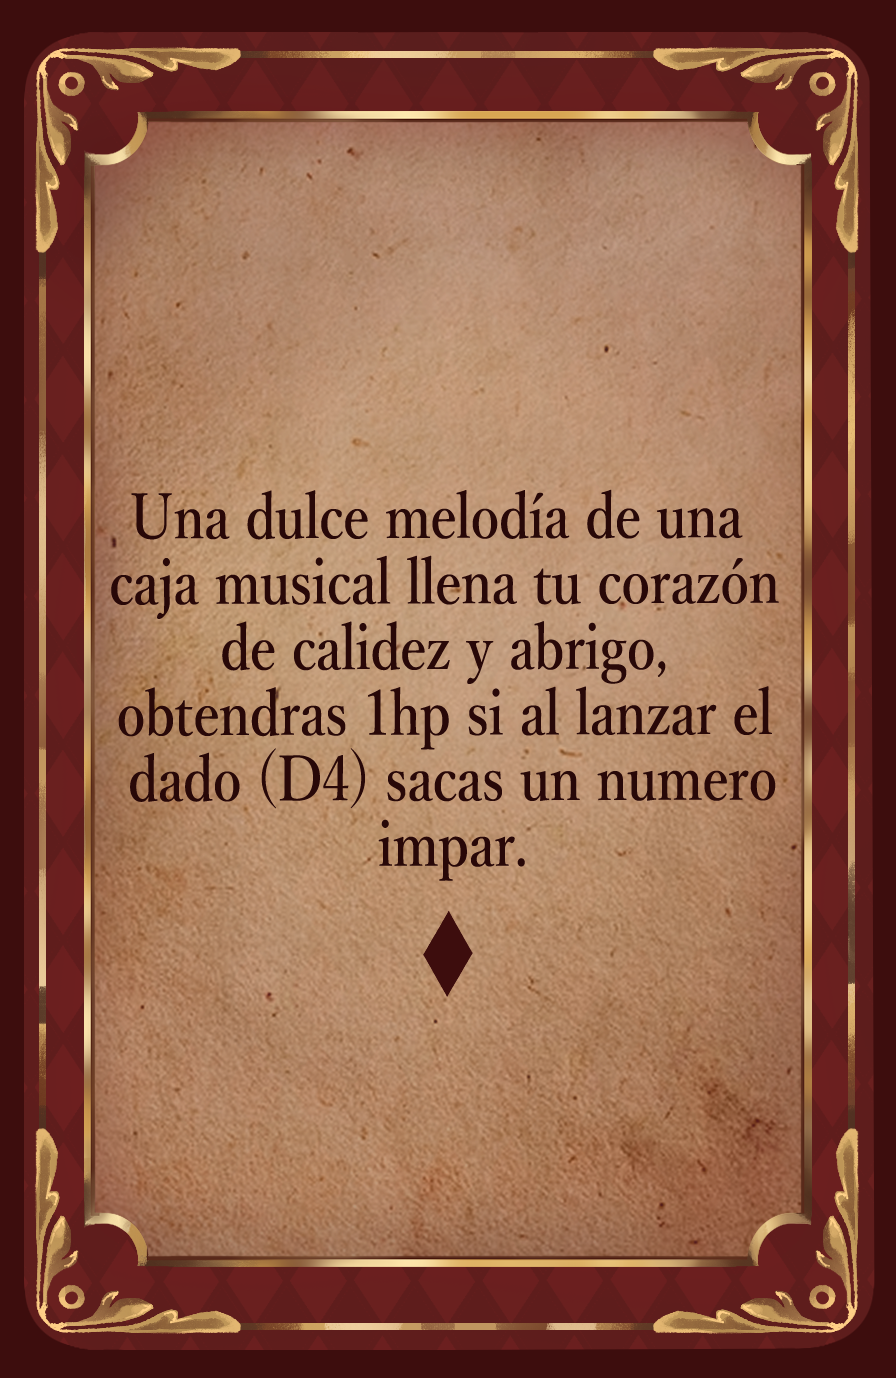 Una dulce melodía de una
caja musical llena tu corazón
de calidez y abrigo,
obtendras 1hp si al lanzar el
dado (D4) sacas un numero
impar.